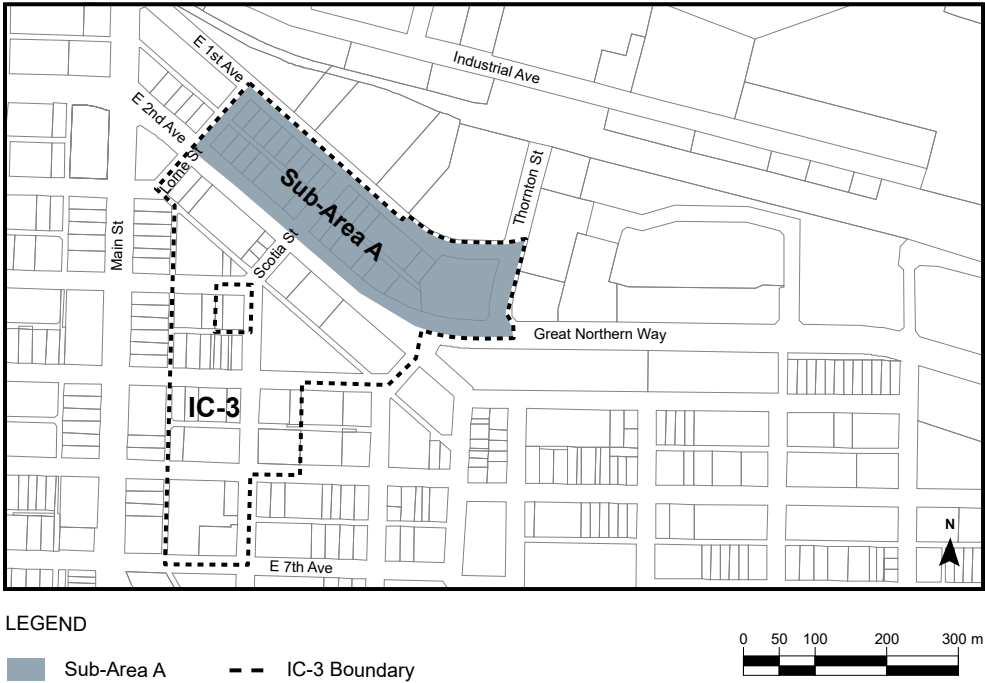 E 1st Ave
Industrial Ave
E 2nd Ave
Lorne St
Thornton St
Sub-Area A
Main St
Scotia St
Great Northern Way
IC-3
N
E 7th Ave
LEGEND
Sub-Area A
IC-3 Boundary
0 50 100 200 300 m